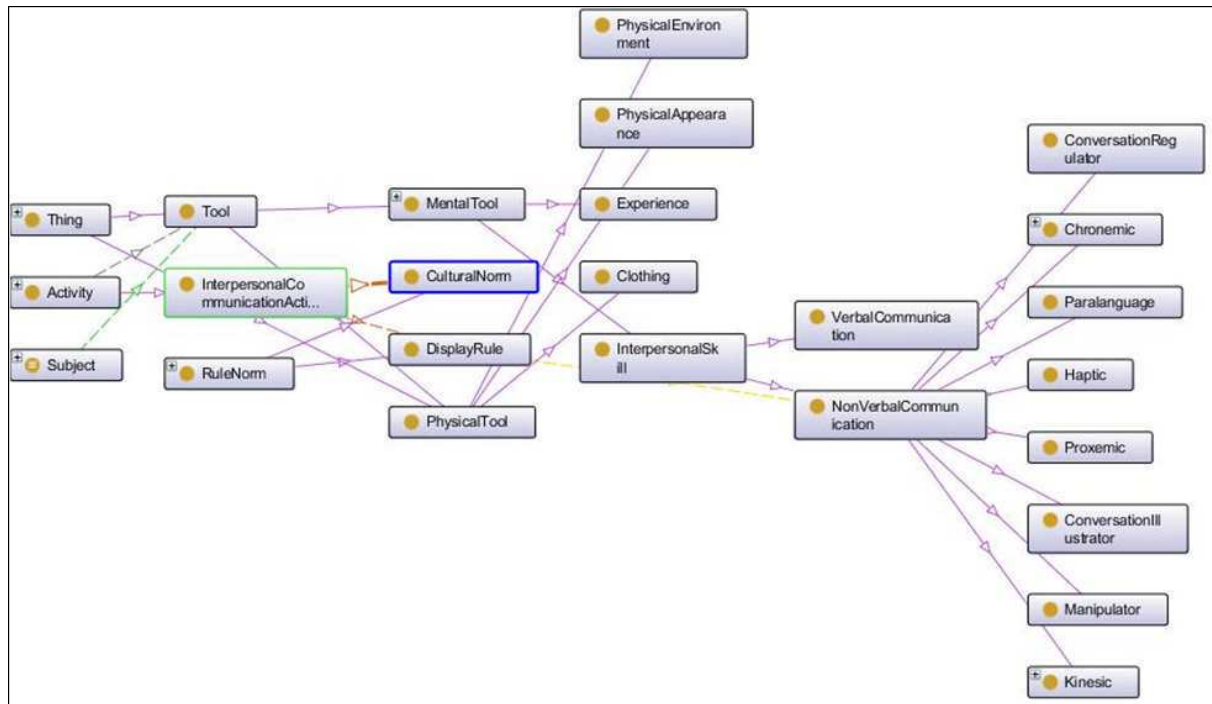 PhysicalEnviron
ment
PhysicalAppeara
nce
ConversationReg
ulator
Thing
Tool
MentalTool
Experience
Chronemic
Activity
InterpersonalCo
mmunicationActi...
CulturalNorm
Clothing
Paralanguage
VerbalCommunica
tion
Subject
RuleNorm
DisplayRule
InterpersonalSk
ill
Haptic
PhysicalTool
NonVerbalCommun
ication
Proxemic
ConversationIll
ustrator
Manipulator
Kinesic